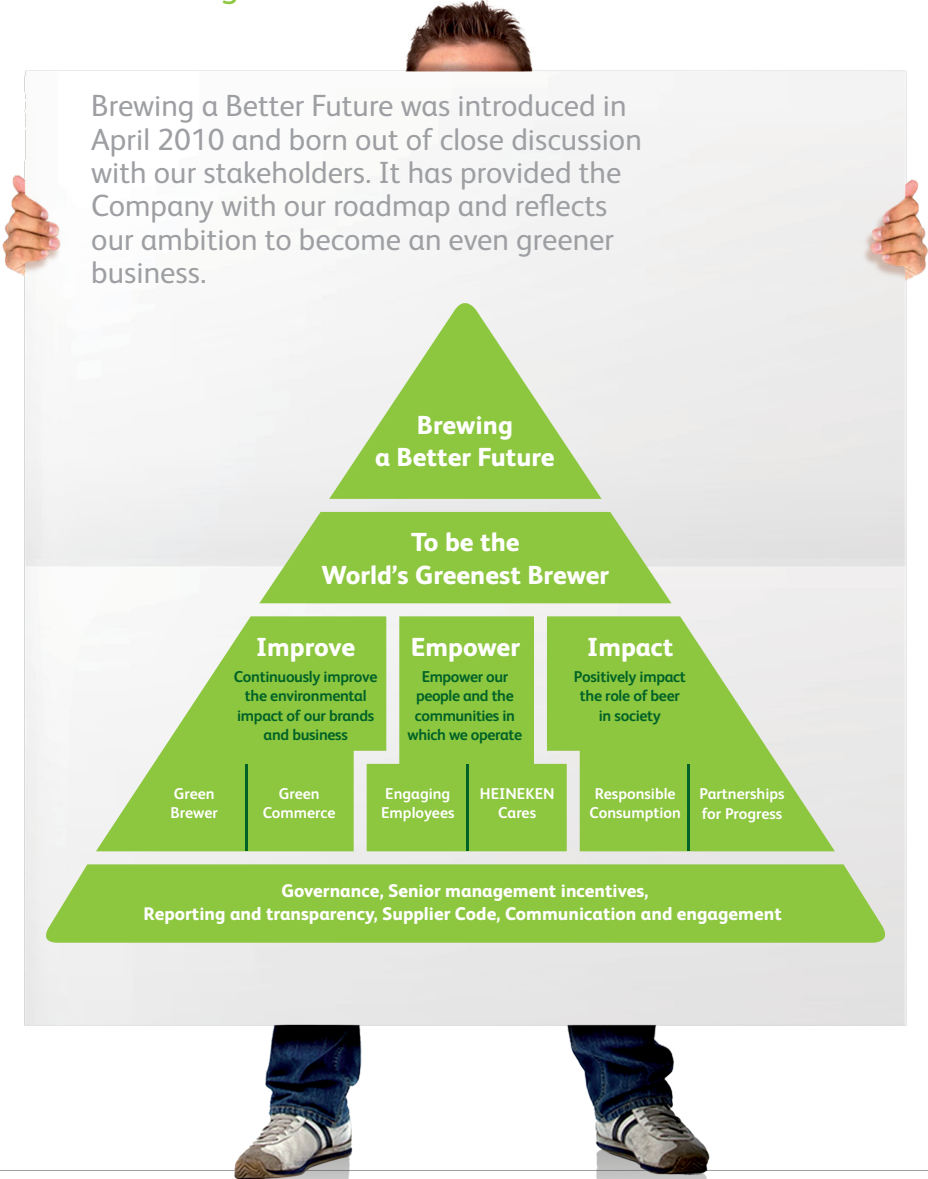 Brewing a Better Future was introduced in
April 2010 and born out of close discussion
with our stakeholders. It has provided the
Company with our roadmap and reflects
our ambition to become an even greener
business.
Brewing
a Better Future
To be the
World's Greenest Brewer
Improve
Continuously improve
the environmental
impact of our brands
and business
Empower
Empower our
people and the
communities in
which we operate
Impact
Positively impact
the role of beer
in society
Green
Brewer
Green
Commerce
Engaging
Employees
HEINEKEN
Cares
Responsible
Consumption
Partnerships
for Progress
Governance, Senior management incentives,
Reporting and transparency, Supplier Code, Communication and engagement